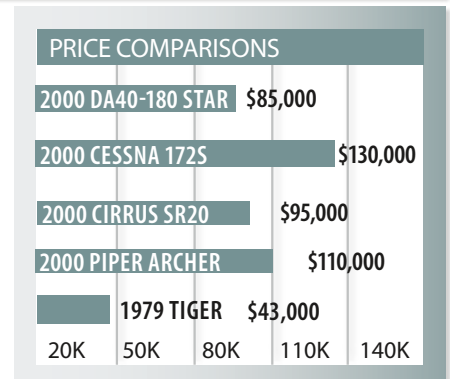 PRICE COMPARISONS
2000 DA40-180 STAR $85,000
2000 CESSNA 172S $130,000
2000 CIRRUS SR20 $95,000
2000 PIPER ARCHER $110,000
1979 TIGER $43,000
20K 50K 80K 110K 140K